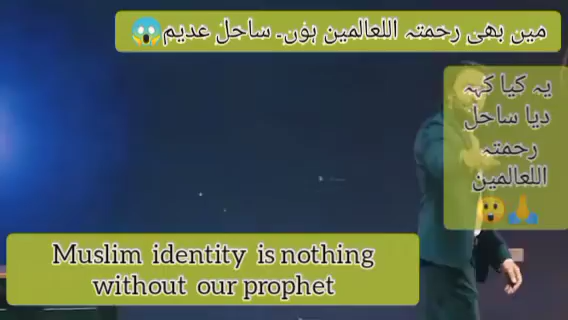 میں بھی رحمتہ اللعالمین ہوں۔ ساحل عدیم😱
یہ کیا کہہ
دیا ساحل
رحمتہ
اللعالمین
😲🙏
Muslim identity is nothing
without our prophet